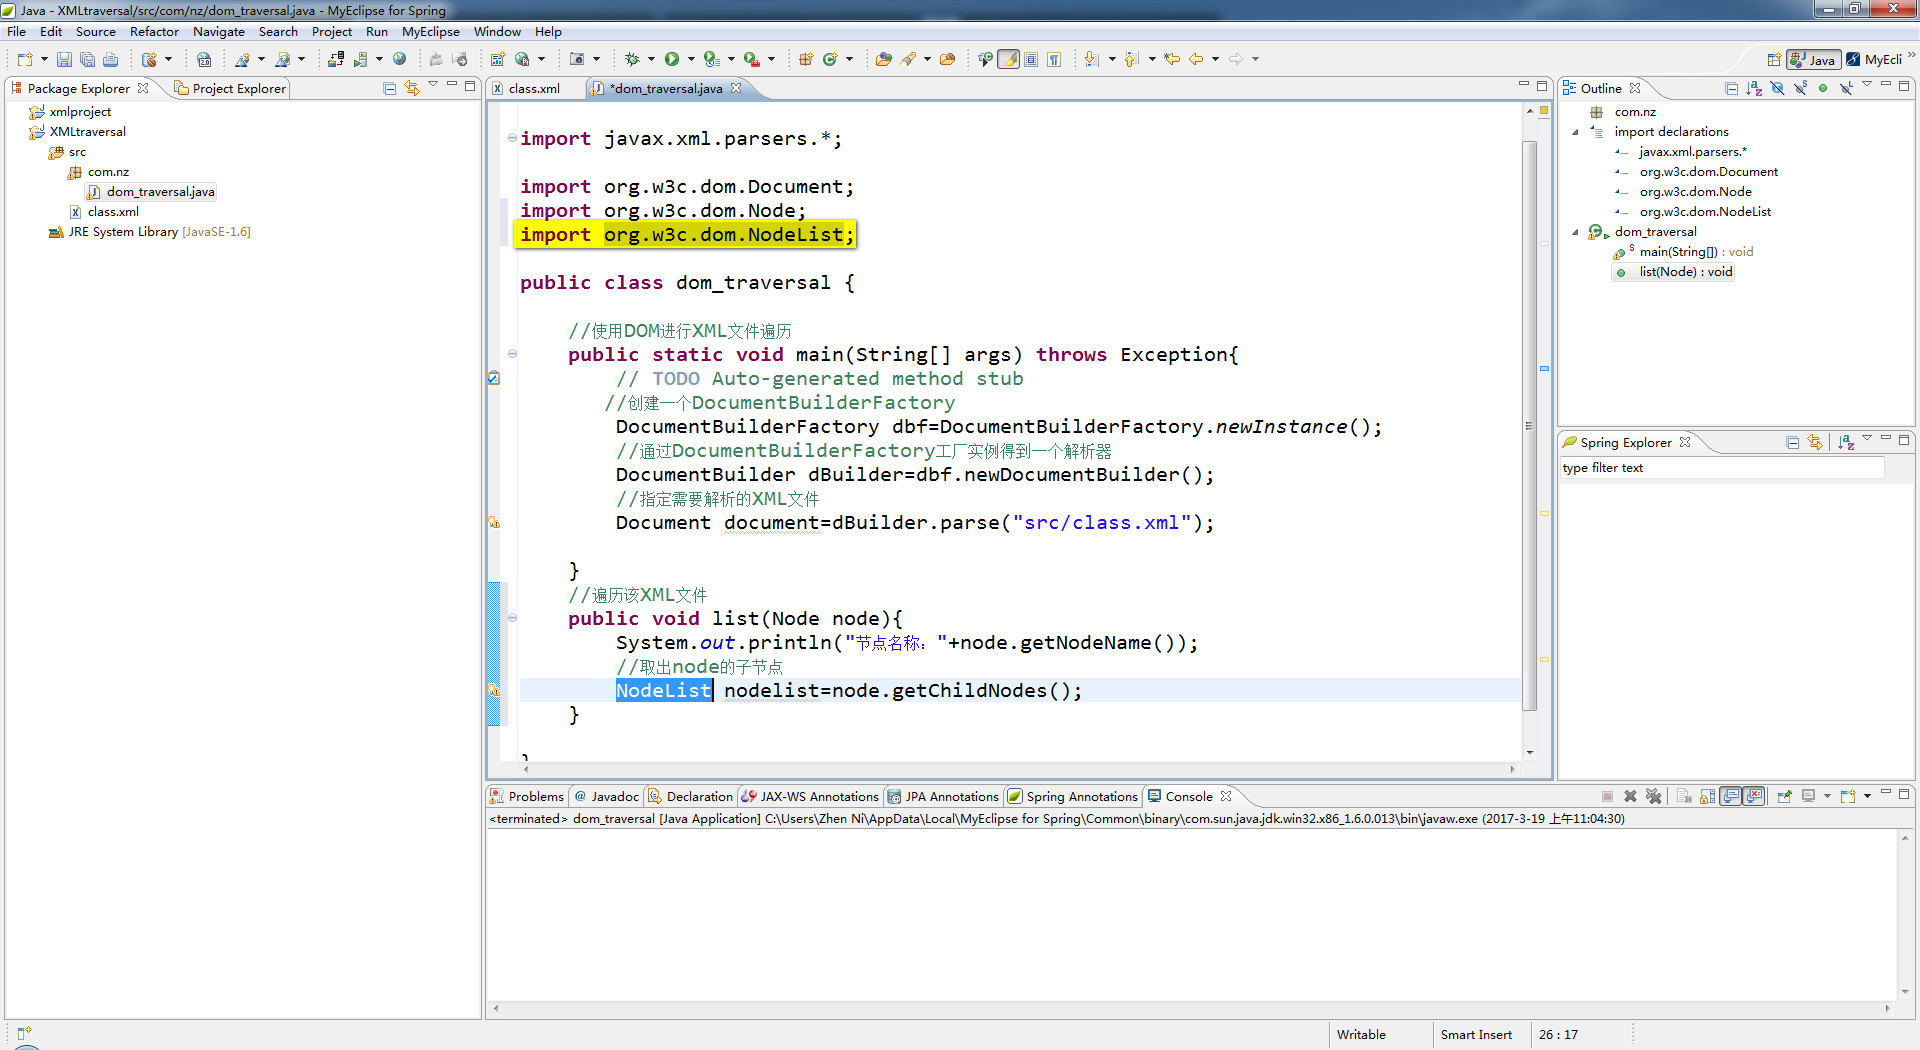 Java - XMLtraversal/src/com/nz/dom_traversal.java - MyEclipse for Spring
File Edit Source Refactor Navigate Search Project Run MyEclipse Window Help
Java MyEcli
Package Explorer Project Explorer
xmlproject
XMLtraversal
src
com.nz
dom_traversal.java
class.xml
JRE System Library [JavaSE-1.6]
class.xml *dom_traversal.java
import javax.xml.parsers.*;
import org.w3c.dom.Document;
import org.w3c.dom.Node;
import org.w3c.dom.NodeList;
public class dom_traversal {
//使用DOM进行XML文件遍历
public static void main(String[] args) throws Exception{
// TODO Auto-generated method stub
//创建一个DocumentBuilderFactory
DocumentBuilderFactory dbf=DocumentBuilderFactory.newInstance();
//通过DocumentBuilderFactory工厂实例得到一个解析器
DocumentBuilder dBuilder=dbf.newDocumentBuilder();
//指定需要解析的XML文件
Document document=dBuilder.parse("src/class.xml");
}
//遍历该XML文件
public void list(Node node){
System.out.println("节点名称："+node.getNodeName());
//取出node的子节点
NodeList nodelist=node.getChildNodes();
}
}
Outline
com.nz
import declarations
javax.xml.parsers.*
org.w3c.dom.Document
org.w3c.dom.Node
org.w3c.dom.NodeList
dom_traversal
main(String[]) : void
list(Node) : void
Spring Explorer
type filter text
Problems Javadoc Declaration JAX-WS Annotations JPA Annotations Spring Annotations Console
<terminated> dom_traversal [Java Application] C:\Users\Zhen Ni\AppData\Local\MyEclipse for Spring\Common\binary\com.sun.java.jdk.win32.x86_1.6.0.013\bin\javaw.exe (2017-3-19 上午11:04:30)
Writable Smart Insert 26 : 17